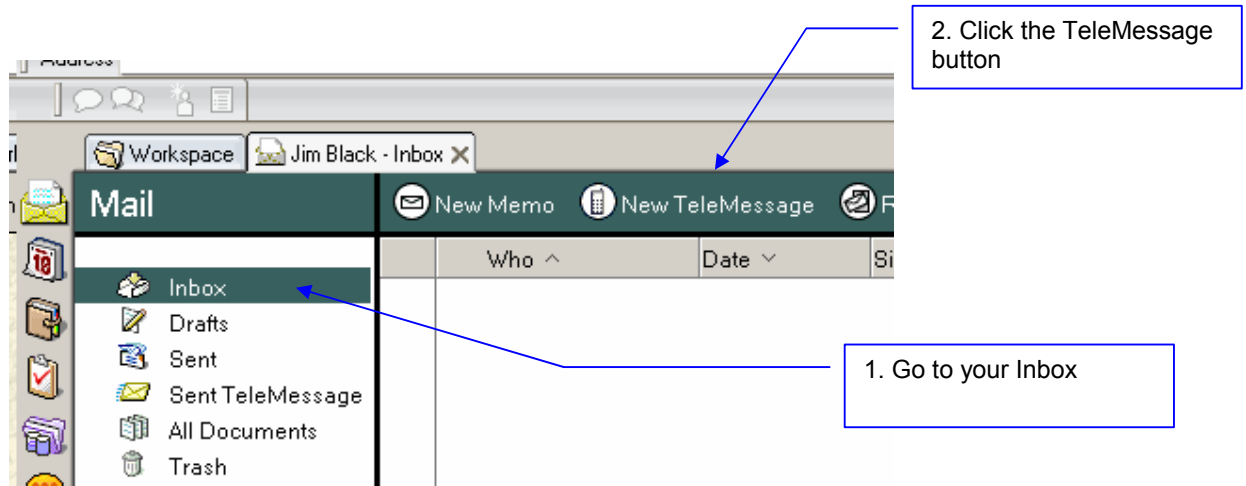 2. Click the TeleMessage
button
Address
Workspace
Jim Black - Inbox
Mail
New Memo
New TeleMessage
R
Who
Date
Si
Inbox
Drafts
Sent
Sent TeleMessage
All Documents
Trash
1. Go to your Inbox